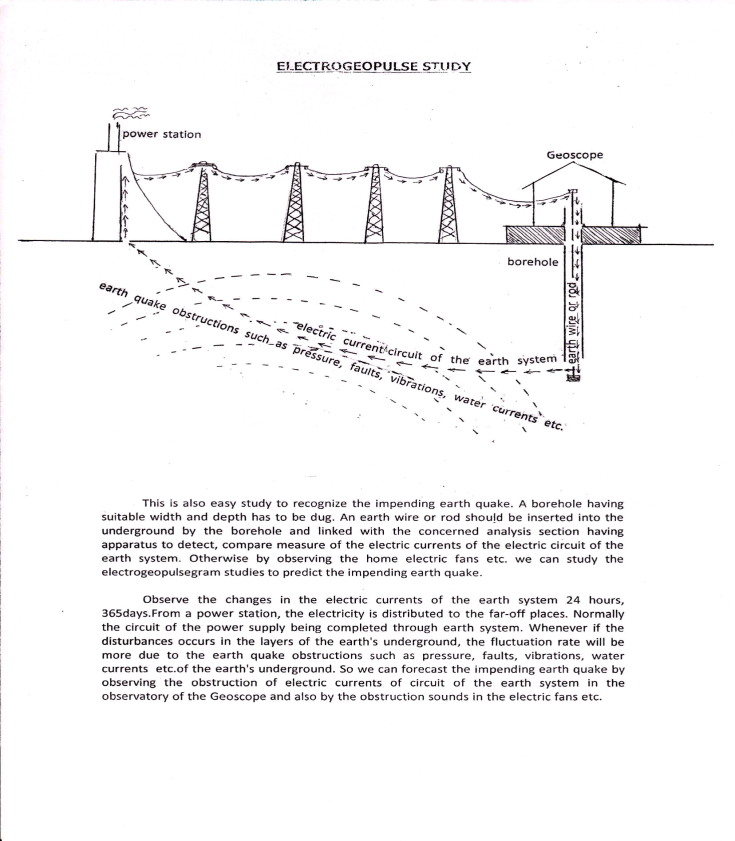 ELECTROGEOPULSE STUDY
power station
Geoscope
borehole
earth wire or rod
electric current circuit of the earth system
earth quake obstructions such as pressure, faults, vibrations, water currents etc.
This is also easy study to recognize the impending earth quake. A borehole having
suitable width and depth has to be dug. An earth wire or rod should be inserted into the
underground by the borehole and linked with the concerned analysis section having
apparatus to detect, compare measure of the electric currents of the electric circuit of the
earth system. Otherwise by observing the home electric fans etc. we can study the
electrogeopulsegram studies to predict the impending earth quake.
Observe the changes in the electric currents of the earth system 24 hours,
365days.From a power station, the electricity is distributed to the far-off places. Normally
the circuit of the power supply being completed through earth system. Whenever if the
disturbances occurs in the layers of the earth's underground, the fluctuation rate will be
more due to the earth quake obstructions such as pressure, faults, vibrations, water
currents etc.of the earth's underground. So we can forecast the impending earth quake by
observing the obstruction of electric currents of circuit of the earth system in the
observatory of the Geoscope and also by the obstruction sounds in the electric fans etc.